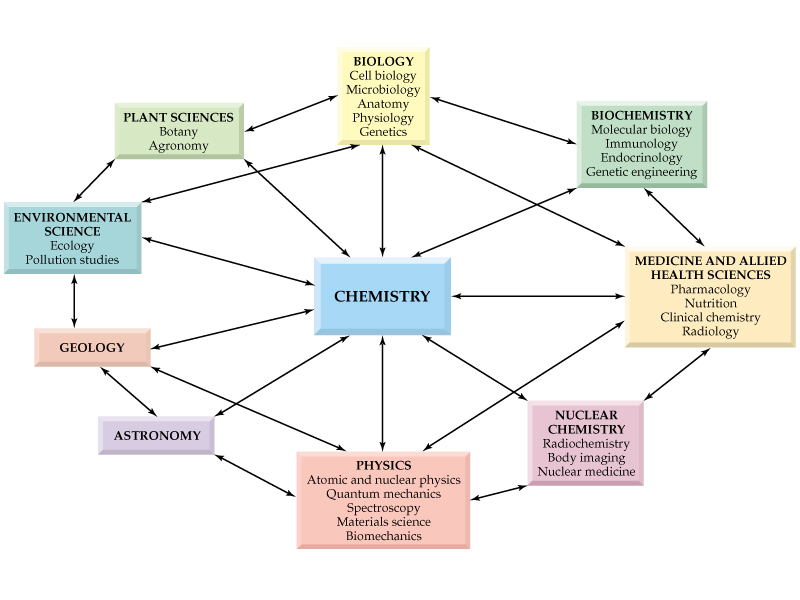 BIOLOGY
Cell biology
Microbiology
Anatomy
Physiology
Genetics
PLANT SCIENCES
Botany
Agronomy
BIOCHEMISTRY
Molecular biology
Immunology
Endocrinology
Genetic engineering
ENVIRONMENTAL
SCIENCE
Ecology
Pollution studies
CHEMISTRY
MEDICINE AND ALLIED
HEALTH SCIENCES
Pharmacology
Nutrition
Clinical chemistry
Radiology
GEOLOGY
ASTRONOMY
NUCLEAR
CHEMISTRY
Radiochemistry
Body imaging
Nuclear medicine
PHYSICS
Atomic and nuclear physics
Quantum mechanics
Spectroscopy
Materials science
Biomechanics